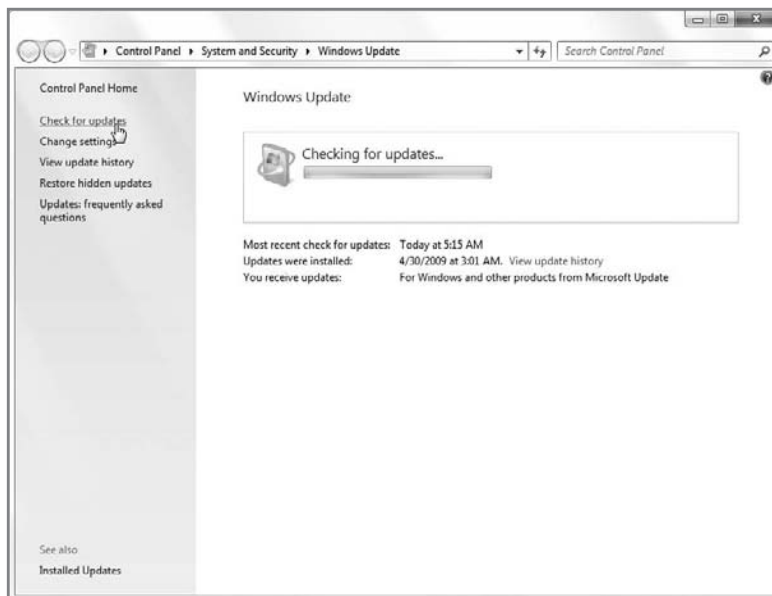 Control Panel ▸ System and Security ▸ Windows Update
Search Control Panel
Control Panel Home
Check for updates
Change settings
View update history
Restore hidden updates
Updates: frequently asked
questions
Windows Update
Checking for updates...
Most recent check for updates: Today at 5:15 AM
Updates were installed: 4/30/2009 at 3:01 AM. View update history
You receive updates: For Windows and other products from Microsoft Update
See also
Installed Updates